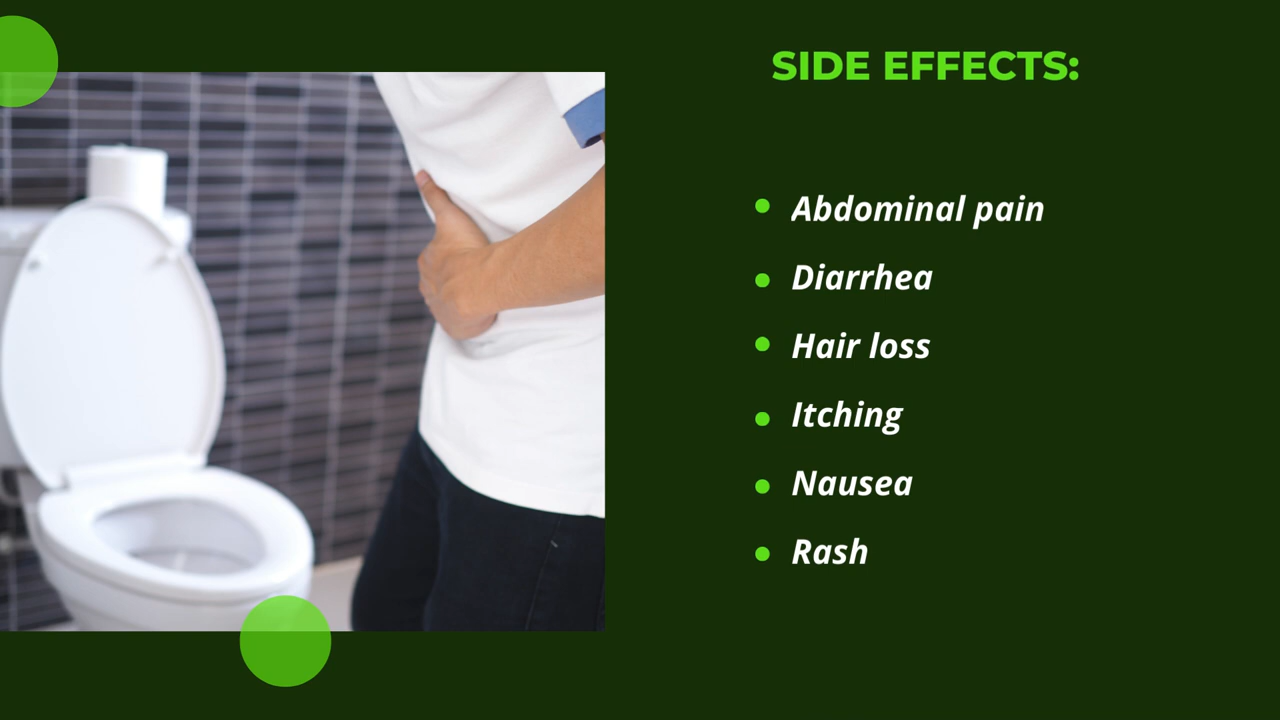 SIDE EFFECTS:
Abdominal pain
Diarrhea
Hair loss
Itching
Nausea
Rash